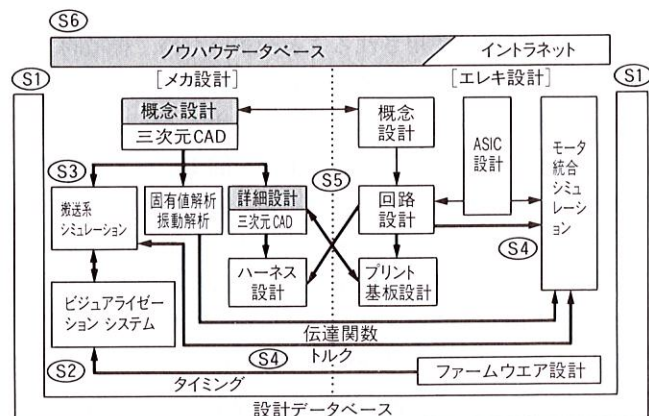 S6
ノウハウデータベース
イントラネット
S1
[メカ設計]
[エレキ設計]
S1
概念設計
三次元CAD
概念
設計
ASIC
設計
モータ
統合シ
ミュレー
ション
S3
搬送系
シミュレーション
固有値解析
振動解析
詳細設計
三次元CAD
S5
回路
設計
S4
ハーネス
設計
プリント
基板設計
ビジュアライゼー
ション システム
伝達関数
S4
トルク
S2
タイミング
ファームウエア設計
設計データベース